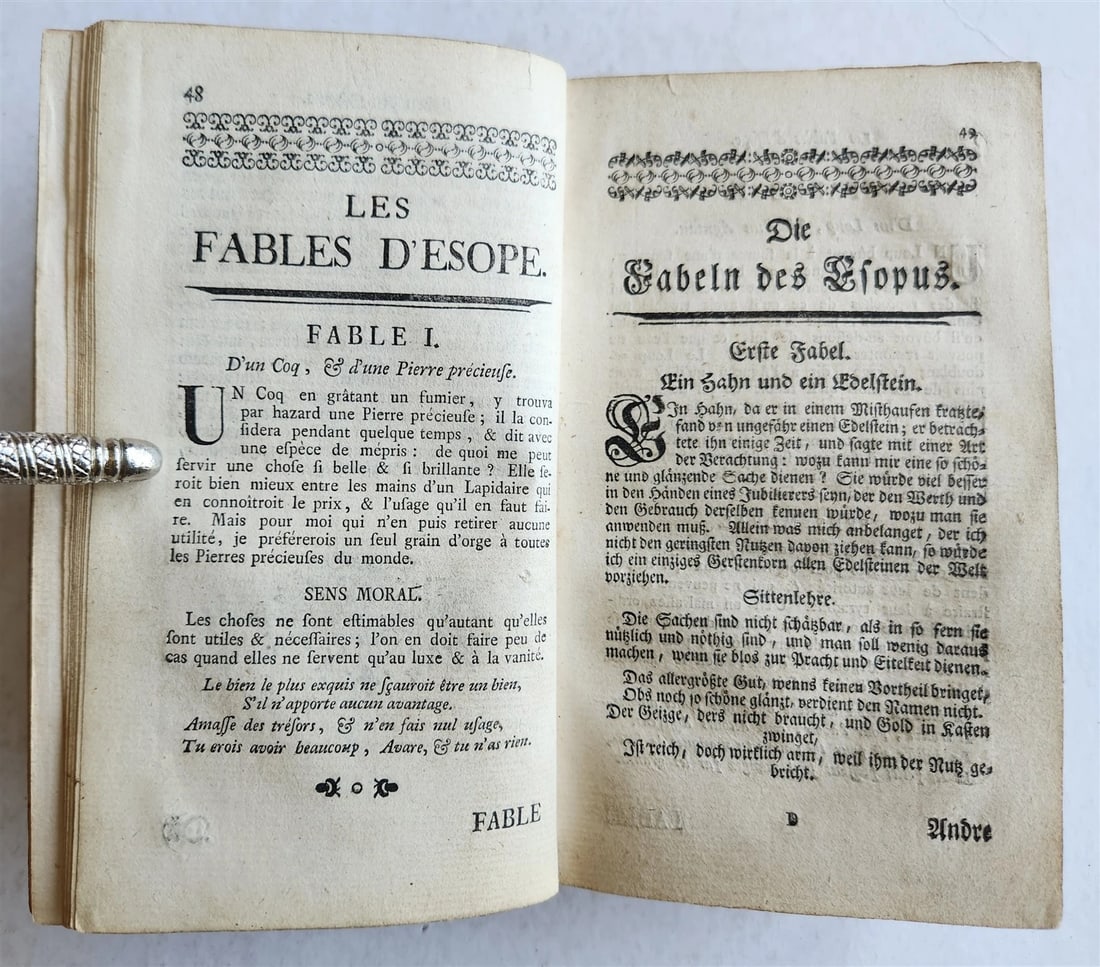 48
LES
FABLES D'ESOPE.
FABLE I.
D'un Coq, & d'une Pierre précieuſe.
UN Coq en grâtant un fumier, y trouva
par hazard une Pierre précieuſe; il la con-
ſidera pendant quelque temps, & dit avec
une eſpèce de mépris: de quoi me peut
ſervir une choſe ſi belle & ſi brillante? Elle ſe-
roit bien mieux entre les mains d'un Lapidaire qui
en connoîtroit le prix, & l'uſage qu'il en faut fai-
re. Mais pour moi qui n'en puis retirer aucune
utilité, je préférerois un ſeul grain d'orge à toutes
les Pierres précieuſes du monde.
SENS MORAL.
Les choſes ne ſont eſtimables qu'autant qu'elles
ſont utiles & néceſſaires; l'on en doit faire peu de
cas quand elles ne ſervent qu'au luxe & à la vanité.
Le bien le plus exquis ne ſçauroit être un bien,
S'il n'apporte aucun avantage.
Amaſſe des tréſors, & n'en fais nul uſage,
Tu crois avoir beaucoup, Avare, & tu n'as rien.
FABLE
49
Die
Fabeln des Eſopus.
Erſte Fabel.
Ein Hahn und ein Edelſtein.
EIn Hahn, da er in einem Miſthaufen kratzte,
fand von ungefähr einen Edelſtein; er betrach-
tete ihn einige Zeit, und ſagte mit einer Art
der Verachtung: wozu kann mir eine ſo ſchö-
ne und glänzende Sache dienen? Sie würde viel beſſer
in den Händen eines Jubilierers ſeyn, der den Werth und
den Gebrauch derſelben kennen würde, wozu man ſie
anwenden muß. Allein was mich anbelanget, der ich
nicht den geringſten Nutzen davon ziehen kann, ſo würde
ich ein einziges Gerſtenkorn allen Edelſteinen der Welt
vorziehen.
Sittenlehre.
Die Sachen ſind nicht ſchätzbar, als in ſo fern ſie
nützlich und nöthig ſind, und man ſoll wenig daraus
machen, wenn ſie blos zur Pracht und Eitelkeit dienen.
Das allergrößte Gut, wenns keinen Vortheil bringet,
Obs noch ſo ſchöne glänzt, verdient den Namen nicht.
Der Geizge, ders nicht braucht, und Gold in Kaſten
zwinget,
Iſt reich, doch wirklich arm, weil ihm der Nutz ge-
bricht.
D
Andre